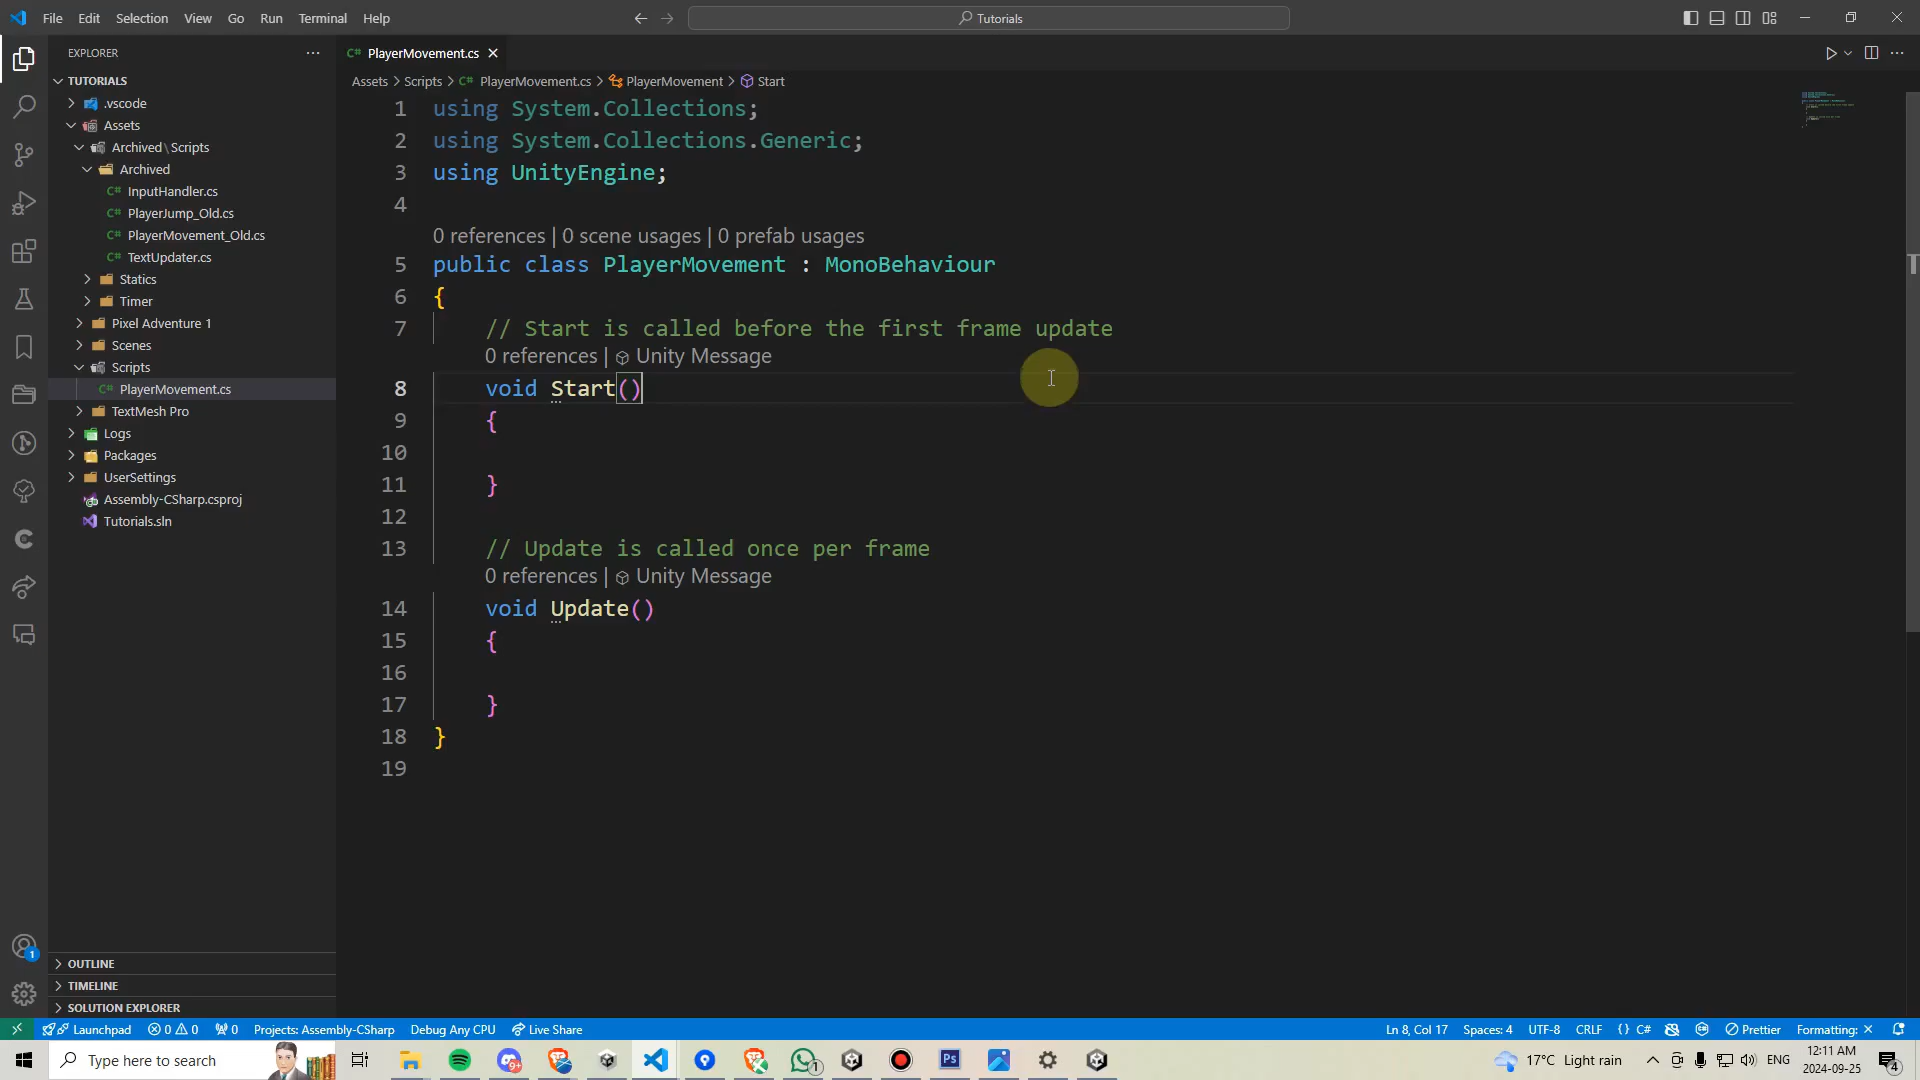 File Edit Selection View Go Run Terminal Help
Tutorials
EXPLORER
TUTORIALS
.vscode
Assets
Archived\Scripts
Archived
InputHandler.cs
PlayerJump_Old.cs
PlayerMovement_Old.cs
TextUpdater.cs
Statics
Timer
Pixel Adventure 1
Scenes
Scripts
PlayerMovement.cs
TextMesh Pro
Logs
Packages
UserSettings
Assembly-CSharp.csproj
Tutorials.sln
OUTLINE
TIMELINE
SOLUTION EXPLORER
PlayerMovement.cs
Assets > Scripts > PlayerMovement.cs > PlayerMovement > Start
1 using System.Collections;
2 using System.Collections.Generic;
3 using UnityEngine;
4
0 references | 0 scene usages | 0 prefab usages
5 public class PlayerMovement : MonoBehaviour
6 {
7 // Start is called before the first frame update
0 references | Unity Message
8 void Start()
9 {
10
11 }
12
13 // Update is called once per frame
0 references | Unity Message
14 void Update()
15 {
16
17 }
18 }
19
1
Launchpad 0 0 0 Projects: Assembly-CSharp Debug Any CPU Live Share Ln 8, Col 17 Spaces: 4 UTF-8 CRLF {} C# Prettier Formatting: ×
Type here to search
Ps
17°C Light rain
ENG
12:11 AM
2024-09-25
4